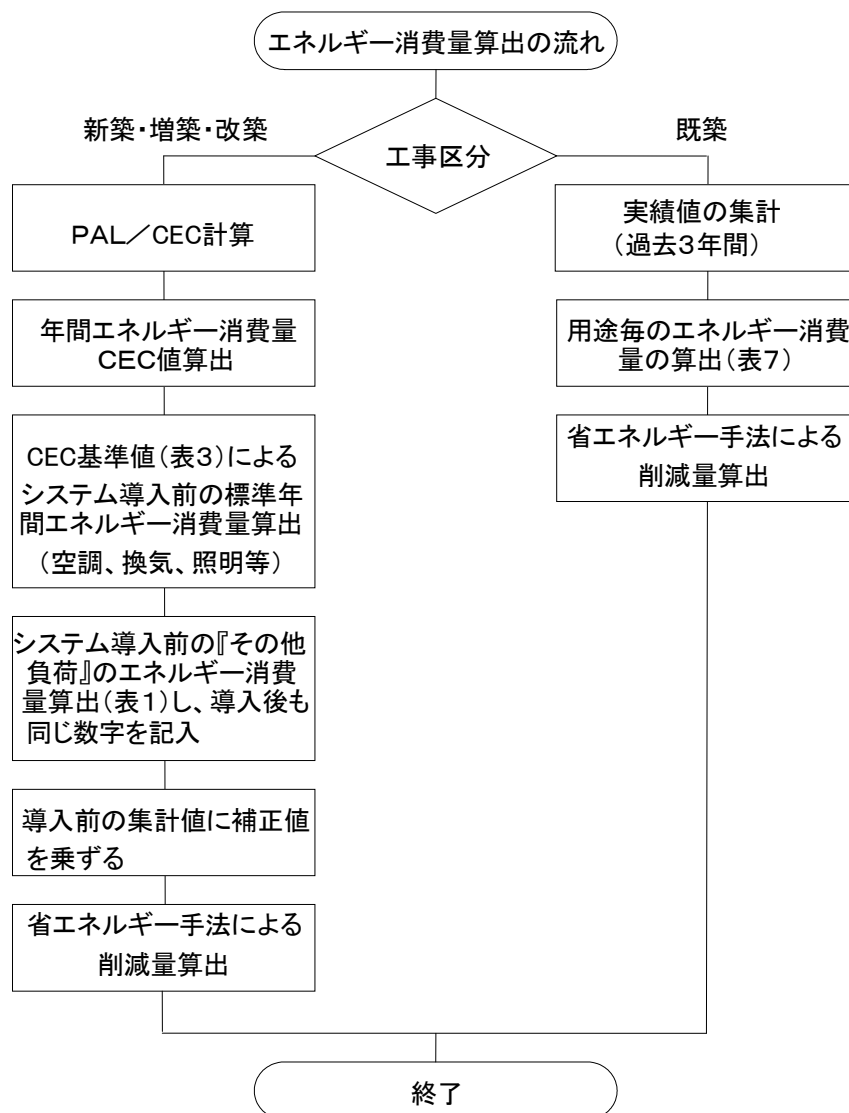 エネルギー消費量算出の流れ
新築・増築・改築
工事区分
既築
PAL／CEC計算
年間エネルギー消費量
CEC値算出
CEC基準値（表3）による
システム導入前の標準年
間エネルギー消費量算出
（空調、換気、照明等）
システム導入前の『その他
負荷』のエネルギー消費
量算出（表1）し、導入後も
同じ数字を記入
導入前の集計値に補正値
を乗ずる
省エネルギー手法による
削減量算出
実績値の集計
（過去3年間）
用途毎のエネルギー消費
量の算出（表7）
省エネルギー手法による
削減量算出
終了